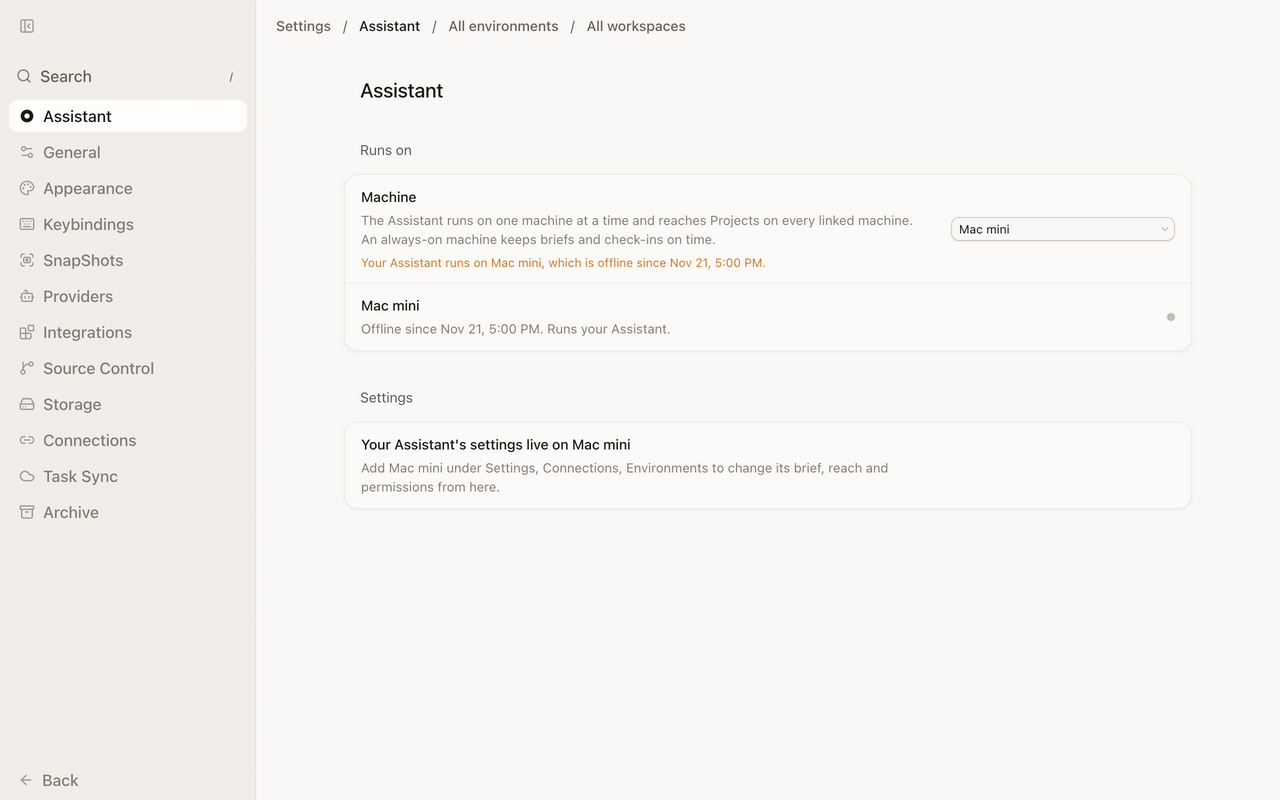 Settings / Assistant / All environments / All workspaces
Search /
Assistant
General
Appearance
Keybindings
SnapShots
Providers
Integrations
Source Control
Storage
Connections
Task Sync
Archive
Back
Assistant
Runs on
Machine
The Assistant runs on one machine at a time and reaches Projects on every linked machine.
An always-on machine keeps briefs and check-ins on time.
Your Assistant runs on Mac mini, which is offline since Nov 21, 5:00 PM.
Mac mini
Mac mini
Offline since Nov 21, 5:00 PM. Runs your Assistant.
Settings
Your Assistant's settings live on Mac mini
Add Mac mini under Settings, Connections, Environments to change its brief, reach and
permissions from here.